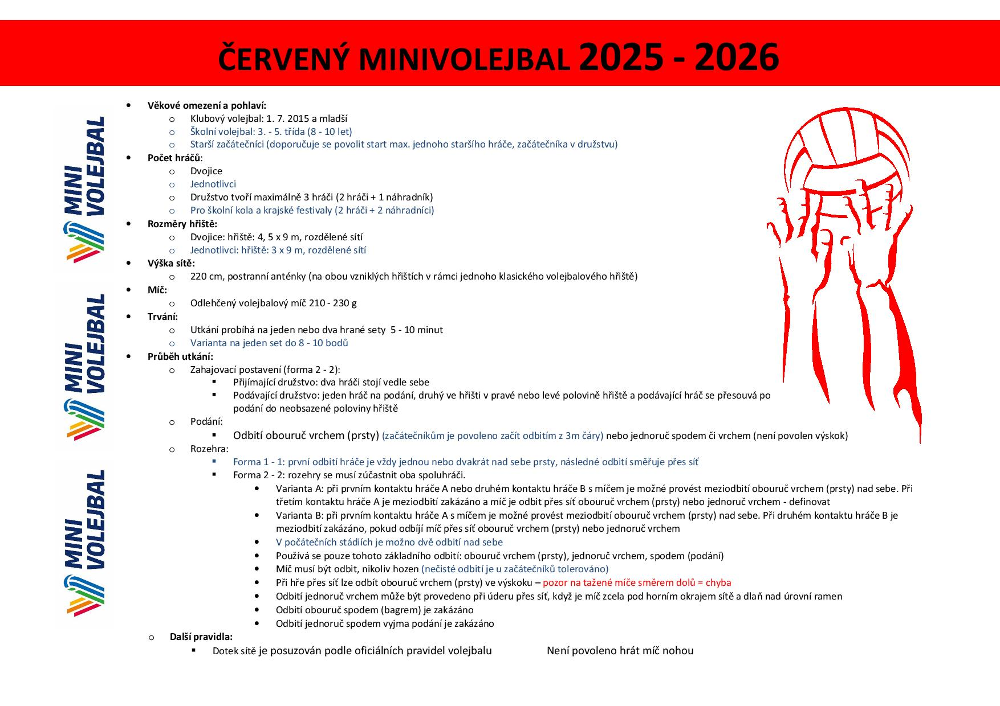 ČERVENÝ MINIVOLEJBAL 2025 - 2026
MINI VOLEJBAL
MINI VOLEJBAL
MINI VOLEJBAL
• Věkové omezení a pohlaví:
o Klubový volejbal: 1. 7. 2015 a mladší
o Školní volejbal: 3. - 5. třída (8 - 10 let)
o Starší začátečníci (doporučuje se povolit start max. jednoho staršího hráče, začátečníka v družstvu)
• Počet hráčů:
o Dvojice
o Jednotlivci
o Družstvo tvoří maximálně 3 hráči (2 hráči + 1 náhradník)
o Pro školní kola a krajské festivaly (2 hráči + 2 náhradníci)
• Rozměry hřiště:
o Dvojice: hřiště: 4, 5 x 9 m, rozdělené sítí
o Jednotlivci: hřiště: 3 x 9 m, rozdělené sítí
• Výška sítě:
o 220 cm, postranní anténky (na obou vzniklých hřištích v rámci jednoho klasického volejbalového hřiště)
• Míč:
o Odlehčený volejbalový míč 210 - 230 g
• Trvání:
o Utkání probíhá na jeden nebo dva hrané sety 5 - 10 minut
o Varianta na jeden set do 8 - 10 bodů
• Průběh utkání:
o Zahajovací postavení (forma 2 - 2):
▪ Přijímající družstvo: dva hráči stojí vedle sebe
▪ Podávající družstvo: jeden hráč na podání, druhý ve hřišti v pravé nebo levé polovině hřiště a podávající hráč se přesouvá po
podání do neobsazené poloviny hřiště
o Podání:
▪ Odbití obouruč vrchem (prsty) (začátečníkům je povoleno začít odbitím z 3m čáry) nebo jednoruč spodem či vrchem (není povolen výskok)
o Rozehra:
▪ Forma 1 - 1: první odbití hráče je vždy jednou nebo dvakrát nad sebe prsty, následné odbití směřuje přes síť
▪ Forma 2 - 2: rozehry se musí zúčastnit oba spoluhráči.
• Varianta A: při prvním kontaktu hráče A nebo druhém kontaktu hráče B s míčem je možné provést meziodbití obouruč vrchem (prsty) nad sebe. Při
třetím kontaktu hráče A je meziodbití zakázáno a míč je odbit přes síť obouruč vrchem (prsty) nebo jednoruč vrchem - definovat
• Varianta B: při prvním kontaktu hráče A s míčem je možné provést meziodbití obouruč vrchem (prsty) nad sebe. Při druhém kontaktu hráče B je
meziodbití zakázáno, pokud odbíjí míč přes síť obouruč vrchem (prsty) nebo jednoruč vrchem
• V počátečních stádiích je možno dvě odbití nad sebe
• Používá se pouze tohoto základního odbití: obouruč vrchem (prsty), jednoruč vrchem, spodem (podání)
• Míč musí být odbit, nikoliv hozen (nečisté odbití je u začátečníků tolerováno)
• Při hře přes síť lze odbít obouruč vrchem (prsty) ve výskoku – pozor na tažené míče směrem dolů = chyba
• Odbití jednoruč vrchem může být provedeno při úderu přes síť, když je míč zcela pod horním okrajem sítě a dlaň nad úrovní ramen
• Odbití obouruč spodem (bagrem) je zakázáno
• Odbití jednoruč spodem vyjma podání je zakázáno
o Další pravidla:
▪ Dotek sítě je posuzován podle oficiálních pravidel volejbalu Není povoleno hrát míč nohou